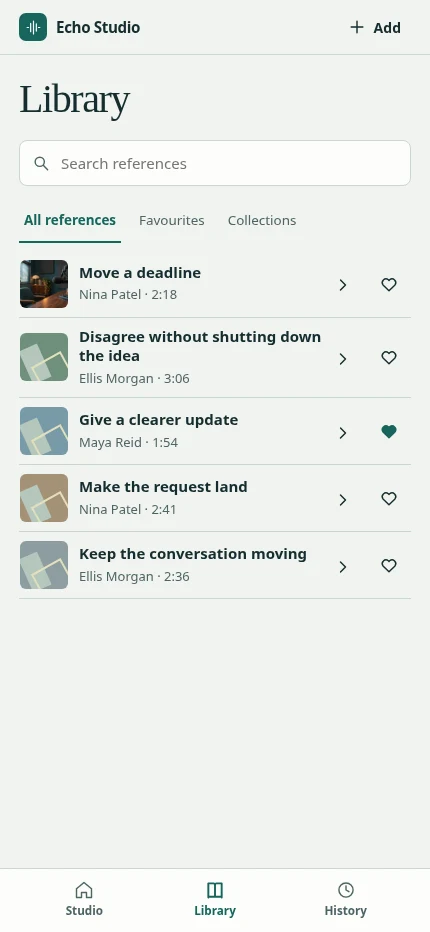 Echo Studio
Add
Library
Search references
All references
Favourites
Collections
Move a deadline
Nina Patel · 2:18
Disagree without shutting down
the idea
Ellis Morgan · 3:06
Give a clearer update
Maya Reid · 1:54
Make the request land
Nina Patel · 2:41
Keep the conversation moving
Ellis Morgan · 2:36
Studio
Library
History